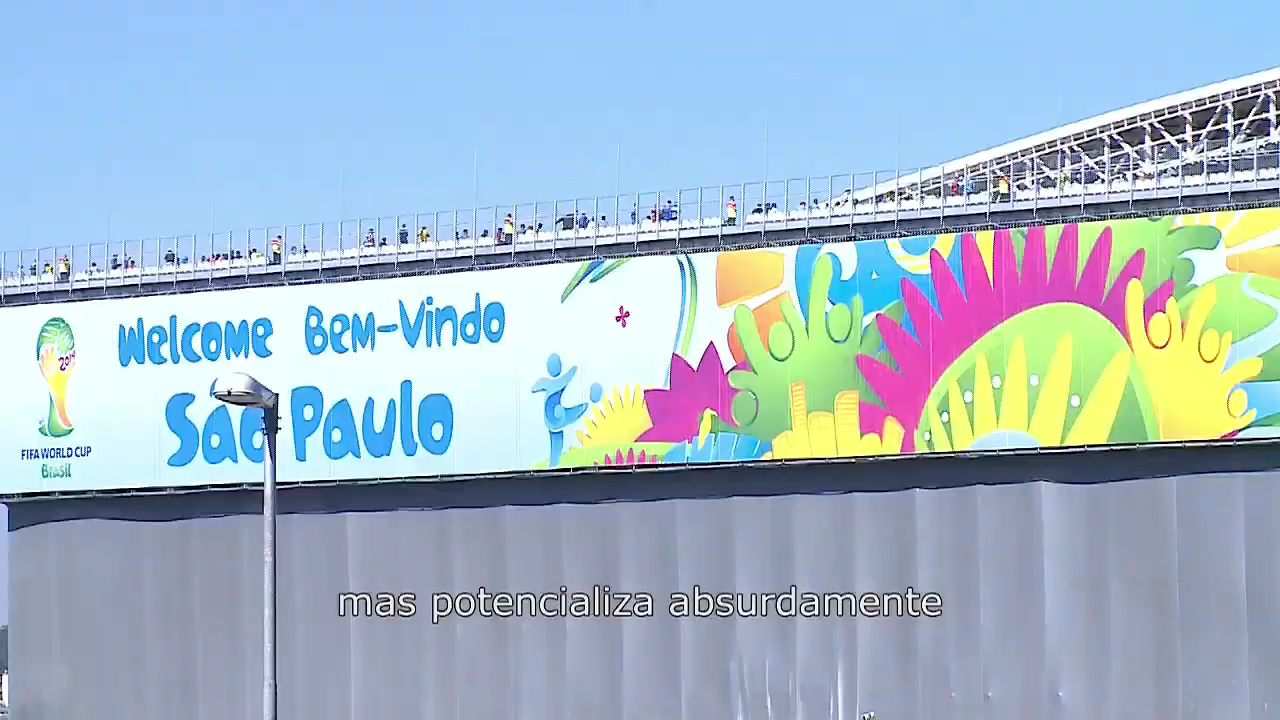 Welcome Bem-Vindo
São Paulo
2014
FIFA WORLD CUP
Brasil
mas potencializa absurdamente